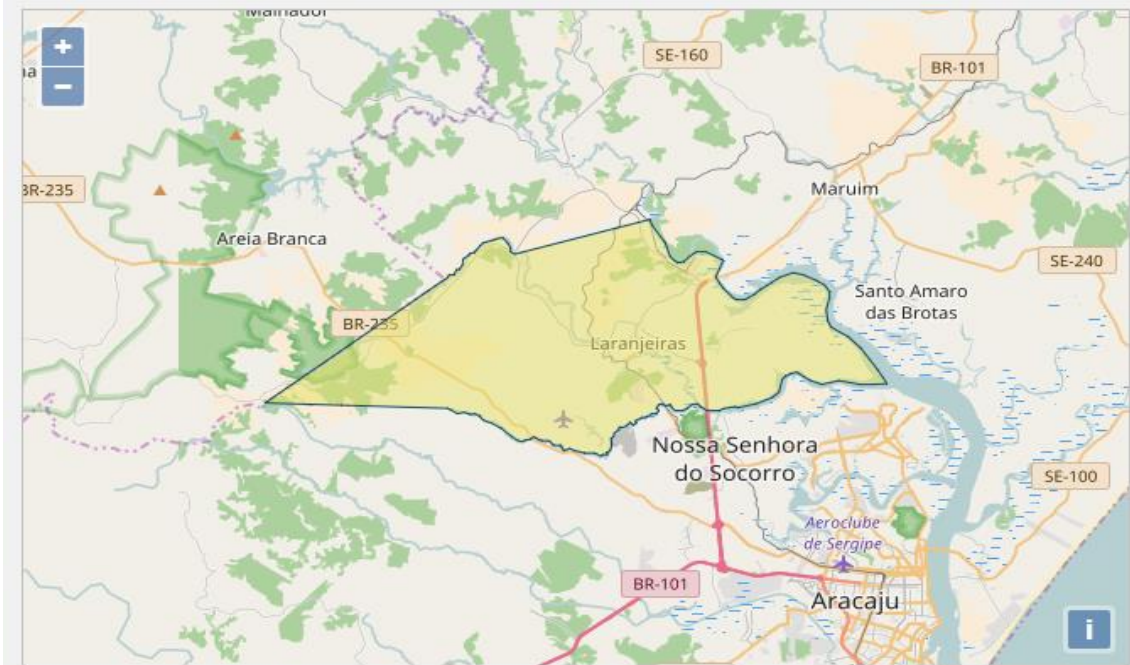 Malhador
+
−
SE-160
BR-101
BR-235
Maruim
Areia Branca
SE-240
Santo Amaro
das Brotas
BR-235
Laranjeiras
Nossa Senhora
do Socorro
SE-100
Aeroclube
de Sergipe
BR-101
Aracaju
i